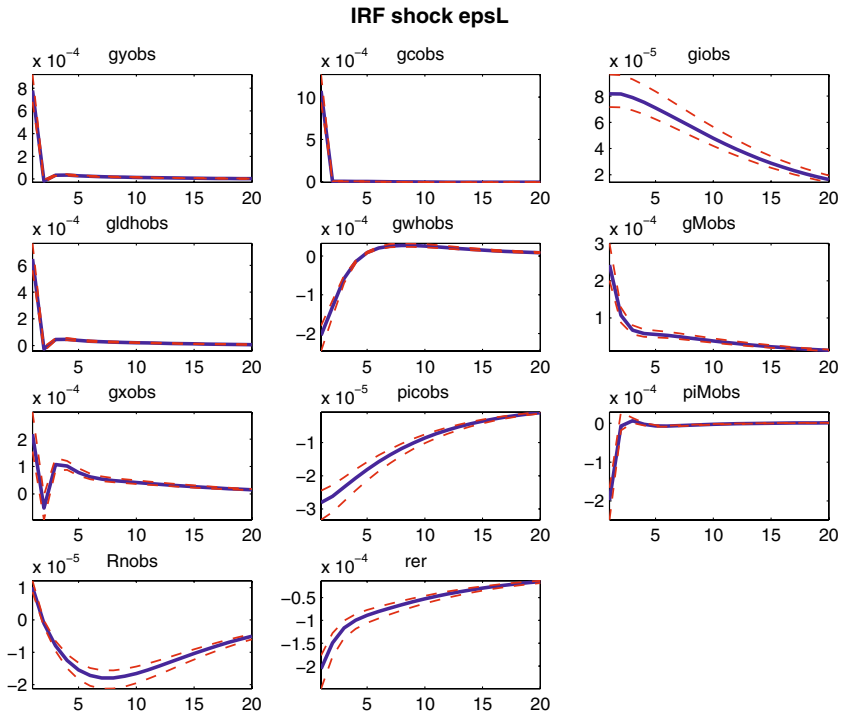 IRF shock epsL
x 10⁻⁴ gyobs
8
6
4
2
0
5 10 15 20
x 10⁻⁴ gcobs
10
5
0
5 10 15 20
x 10⁻⁵
giobs
8
6
4
2
5 10 15 20
x 10⁻⁴ gldhobs
6
4
2
0
5 10 15 20
x 10⁻⁴ gwhobs
0
−1
−2
5 10 15 20
x 10⁻⁴ gMobs
3
2
1
5 10 15 20
x 10⁻⁴ gxobs
2
1
0
5 10 15 20
x 10⁻⁵ picobs
−1
−2
−3
5 10 15 20
x 10⁻⁴ piMobs
0
−1
−2
5 10 15 20
x 10⁻⁵ Rnobs
1
0
−1
−2
5 10 15 20
x 10⁻⁴ rer
−0.5
−1
−1.5
−2
5 10 15 20